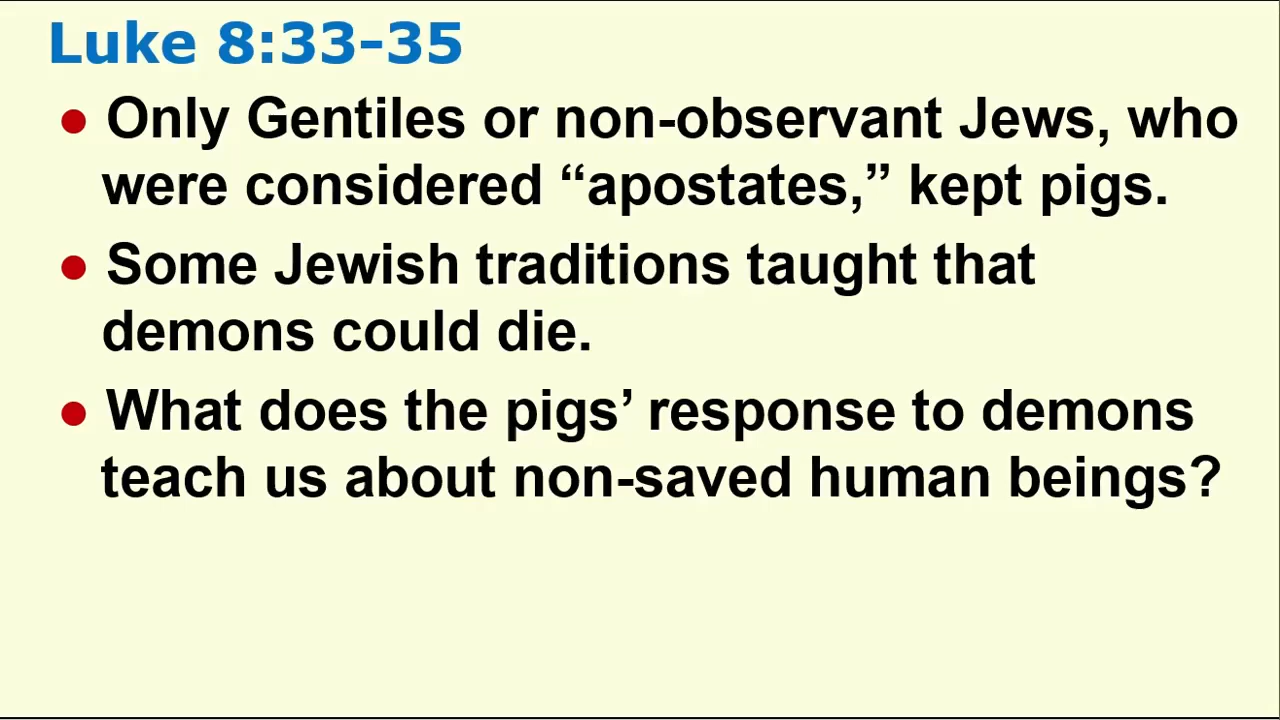 Luke 8:33-35
● Only Gentiles or non-observant Jews, who
were considered “apostates,” kept pigs.
● Some Jewish traditions taught that
demons could die.
● What does the pigs’ response to demons
teach us about non-saved human beings?